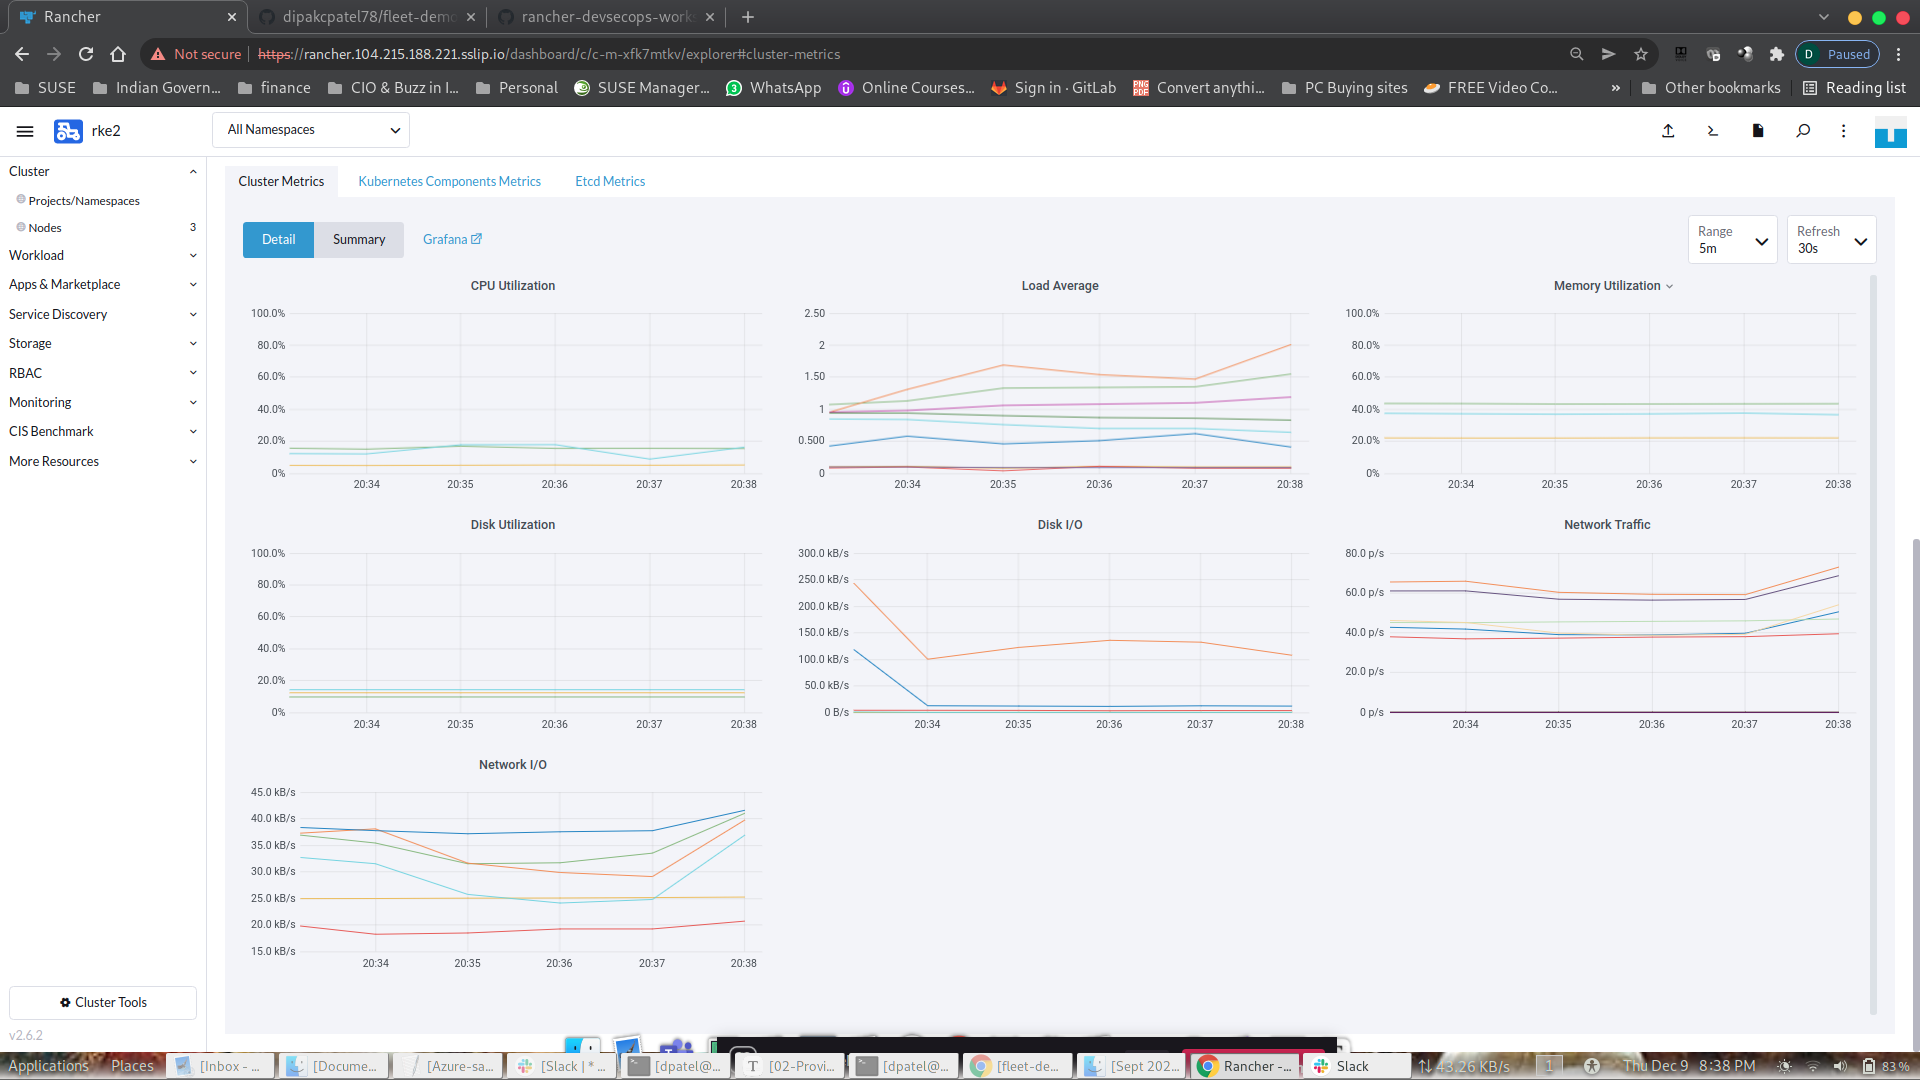 Rancher
dipakcpatel78/fleet-demo
rancher-devsecops-works
Not secure
https://rancher.104.215.188.221.sslip.io/dashboard/c/c-m-xfk7mtkv/explorer#cluster-metrics
D Paused
SUSE
Indian Govern...
finance
CIO & Buzz in I...
Personal
SUSE Manager...
WhatsApp
Online Courses...
Sign in · GitLab
Convert anythi...
PC Buying sites
FREE Video Co...
»
Other bookmarks
Reading list
rke2
All Namespaces
Cluster
Projects/Namespaces
Nodes 3
Workload
Apps & Marketplace
Service Discovery
Storage
RBAC
Monitoring
CIS Benchmark
More Resources
Cluster Tools
v2.6.2
Cluster Metrics
Kubernetes Components Metrics
Etcd Metrics
Detail
Summary
Grafana
Range
5m
Refresh
30s
CPU Utilization
100.0%
80.0%
60.0%
40.0%
20.0%
0%
20:34 20:35 20:36 20:37 20:38
Load Average
2.50
2
1.50
1
0.500
0
20:34 20:35 20:36 20:37 20:38
Memory Utilization
100.0%
80.0%
60.0%
40.0%
20.0%
0%
20:34 20:35 20:36 20:37 20:38
Disk Utilization
100.0%
80.0%
60.0%
40.0%
20.0%
0%
20:34 20:35 20:36 20:37 20:38
Disk I/O
300.0 kB/s
250.0 kB/s
200.0 kB/s
150.0 kB/s
100.0 kB/s
50.0 kB/s
0 B/s
20:34 20:35 20:36 20:37 20:38
Network Traffic
80.0 p/s
60.0 p/s
40.0 p/s
20.0 p/s
0 p/s
20:34 20:35 20:36 20:37 20:38
Network I/O
45.0 kB/s
40.0 kB/s
35.0 kB/s
30.0 kB/s
25.0 kB/s
20.0 kB/s
15.0 kB/s
20:34 20:35 20:36 20:37 20:38
Applications
Places
[Inbox - ...
[Docume...
[Azure-sa...
[Slack | * ...
[dpatel@...
[02-Provi...
[dpatel@...
[fleet-de...
[Sept 202...
Rancher -...
Slack
43.26 KB/s
1
Thu Dec 9 8:38 PM
83 %